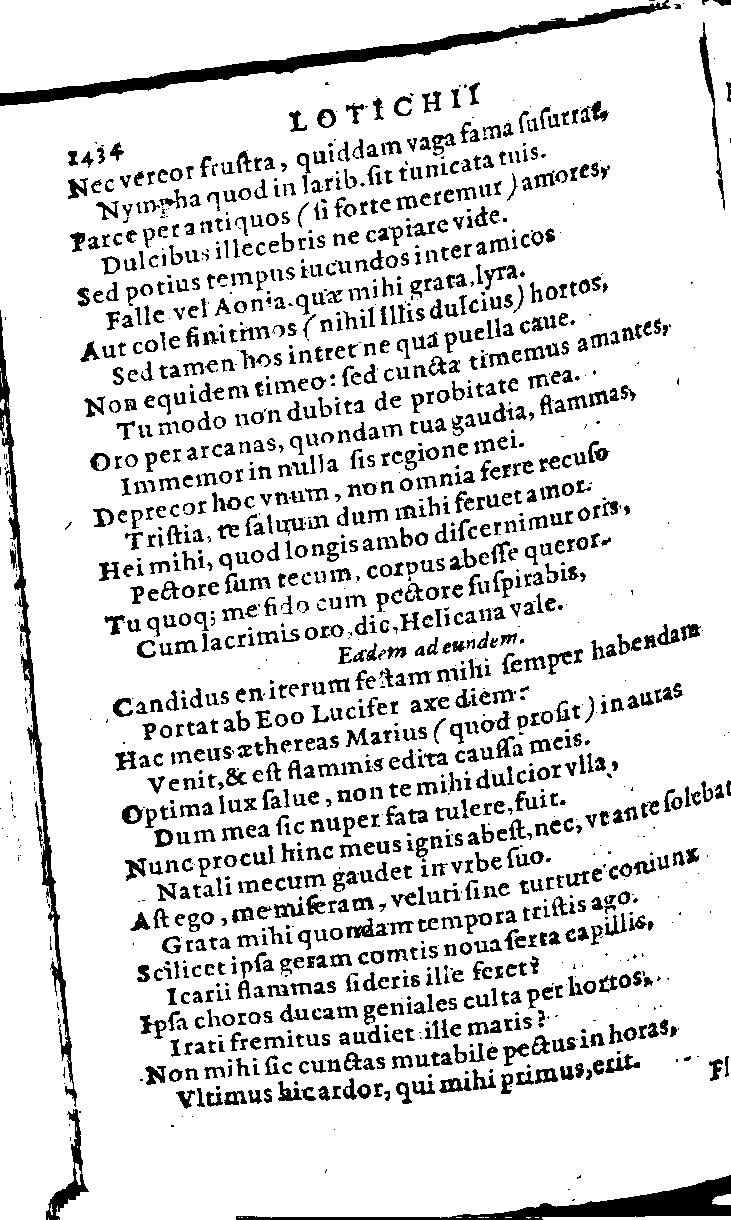 1434 LOTICHII
Nec vereor fruſtra, quiddam vaga fama ſuſurrat,
Nympha quod in larib. ſit tunicata tuis.
Parce per antiquos (ſi forte meremur) amores,
Dulcibus illecebris ne capiare vide.
Sed potius tempus iucundos inter amicos
Falle vel Aonia. quæ mihi grata, lyra.
Aut cole finitimos (nihil illis dulcius) hortos,
Sed tamen hos intret ne qua puella caue.
Non equidem timeo: ſed cunctæ timemus amantes,
Tu modo non dubita de probitate mea.
Oro per arcanas, quondam tua gaudia, flammas,
Immemor in nulla ſis regione mei.
Deprecor hoc vnum, non omnia ferre recuſo
Triſtia, te ſaluum dum mihi feruet amor.
Hei mihi, quod longis ambo diſcernimur oris,
Pectore ſum tecum, corpus abeſſe queror.
Tu quoq; me fido cum pectore ſuſpirabis,
Cum lacrimis oro, dic, Helicana vale.
Eadem ad eundem.
Candidus en iterum feſtam mihi ſemper habendam
Portat ab Eoo Lucifer axe diem:
Hac meus æthereas Marius (quod proſit) in auras
Venit, & eſt flammis edita cauſſa meis.
Optima lux ſalue, non te mihi dulcior vlla,
Dum mea ſic nuper fata tulere, fuit.
Nunc procul hinc meus ignis abeſt, nec, vt ante ſolebat
Natali mecum gaudet in vrbe ſuo.
Aſt ego, me miſeram, veluti ſine turture coniunx
Grata mihi quondam tempora triſtis ago.
Scilicet ipſa geram comtis noua ſerta capillis,
Icarii flammas ſideris ille feret?
Ipſa choros ducam geniales culta per hortos,
Irati fremitus audiet ille maris?
Non mihi ſic cunctas mutabile pectus in horas,
Vltimus hic ardor, qui mihi primus, erit.